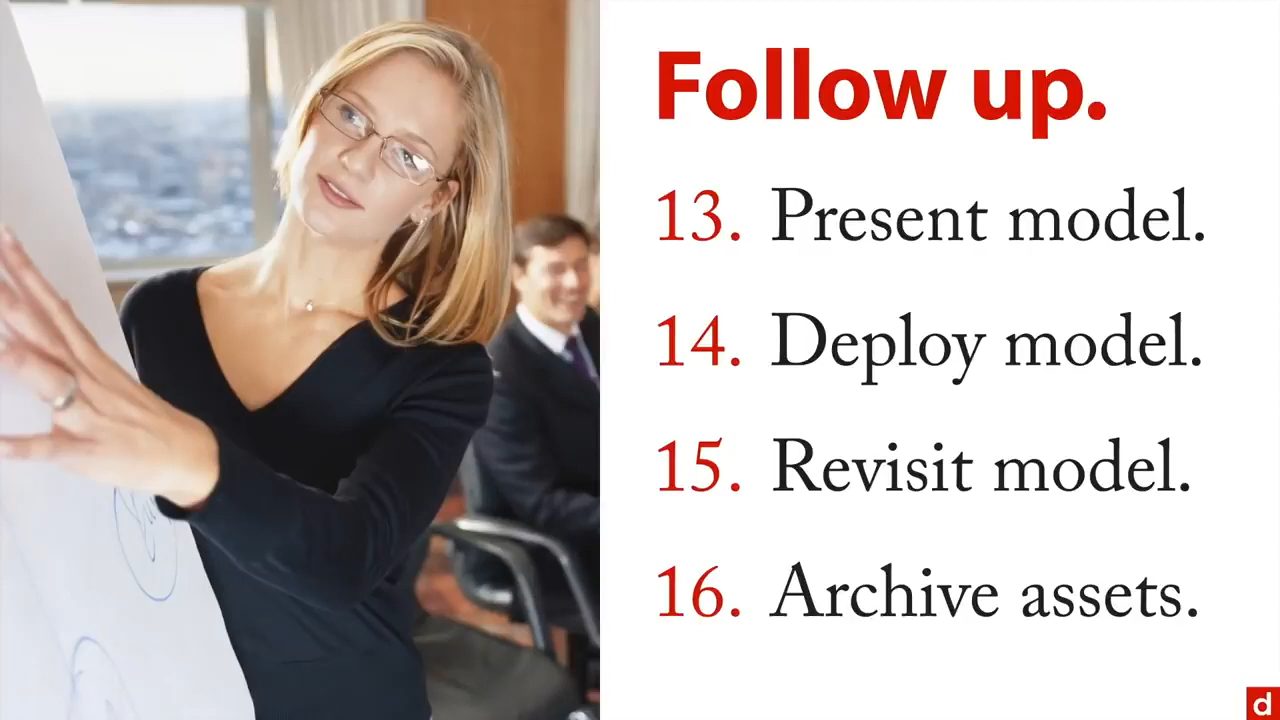 Follow up.
13. Present model.
14. Deploy model.
15. Revisit model.
16. Archive assets.
d